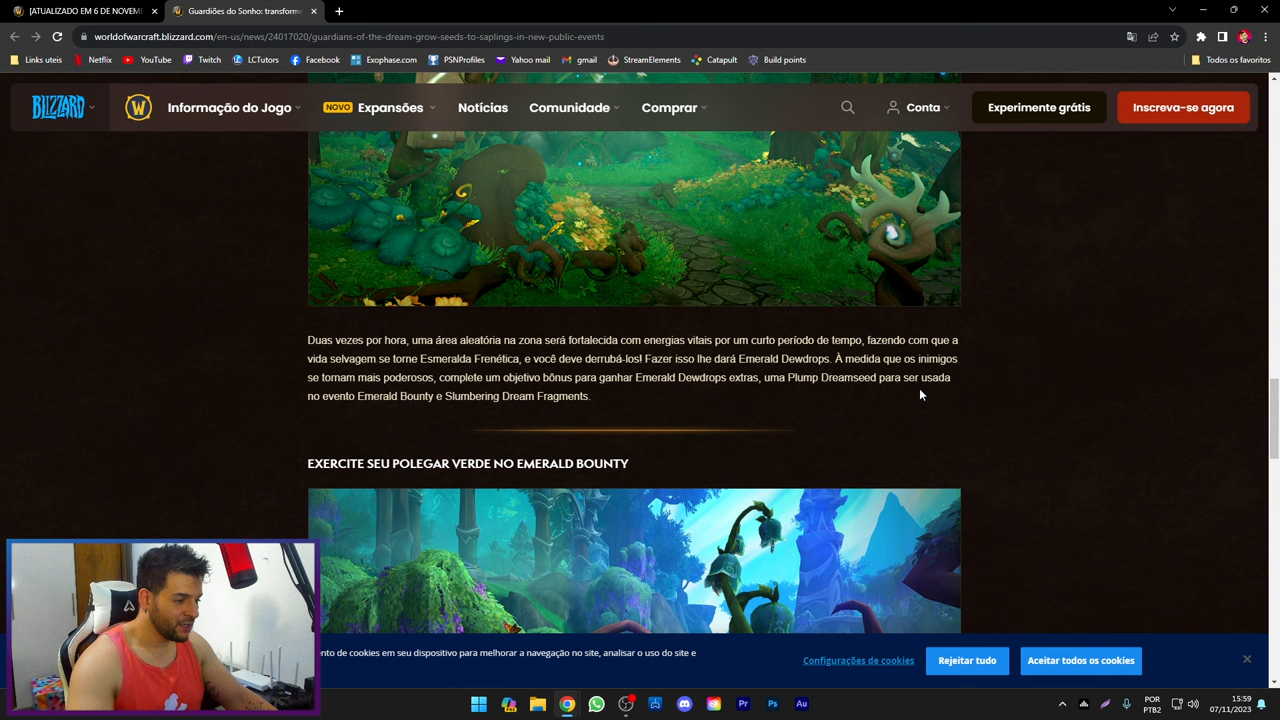 [ATUALIZADO EM 6 DE NOVEM
Guardiões do Sonho: transform
worldofwarcraft.blizzard.com/en-us/news/24017020/guardians-of-the-dream-grow-seeds-to-saplings-in-new-public-events
Links uteis Netflix YouTube Twitch LCTutors Facebook Exophase.com PSNProfiles Yahoo mail gmail StreamElements Catapult Build points Todos os favoritos
BLIZZARD W Informação do Jogo NOVO Expansões Notícias Comunidade Comprar Conta Experimente grátis Inscreva-se agora
Duas vezes por hora, uma área aleatória na zona será fortalecida com energias vitais por um curto período de tempo, fazendo com que a
vida selvagem se torne Esmeralda Frenética, e você deve derrubá-los! Fazer isso lhe dará Emerald Dewdrops. À medida que os inimigos
se tornam mais poderosos, complete um objetivo bônus para ganhar Emerald Dewdrops extras, uma Plump Dreamseed para ser usada
no evento Emerald Bounty e Slumbering Dream Fragments.
EXERCITE SEU POLEGAR VERDE NO EMERALD BOUNTY
nto de cookies em seu dispositivo para melhorar a navegação no site, analisar o uso do site e
Configurações de cookies Rejeitar tudo Aceitar todos os cookies
Pr Ps Au
POR 15:59
PTB2 07/11/2023